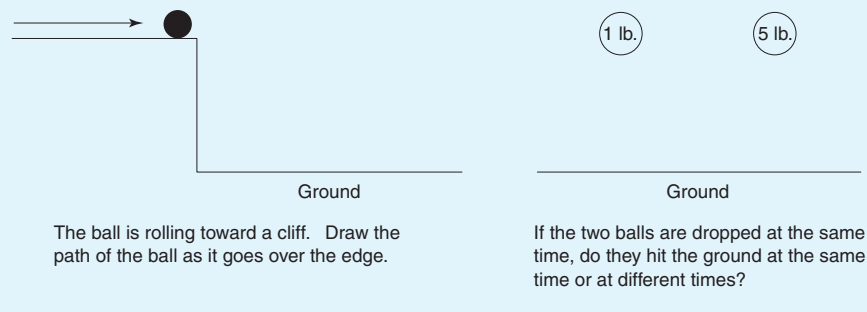 1 lb.
5 lb.
Ground
The ball is rolling toward a cliff. Draw the
path of the ball as it goes over the edge.
Ground
If the two balls are dropped at the same
time, do they hit the ground at the same
time or at different times?